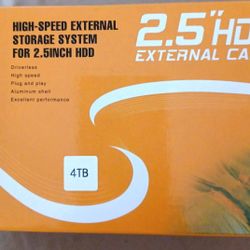 HIGH-SPEED EXTERNAL
STORAGE SYSTEM
FOR 2.5INCH HDD
Driverless
High speed
Plug and play
Aluminum shell
Excellent performance
4TB
2.5"HD
EXTERNAL CA